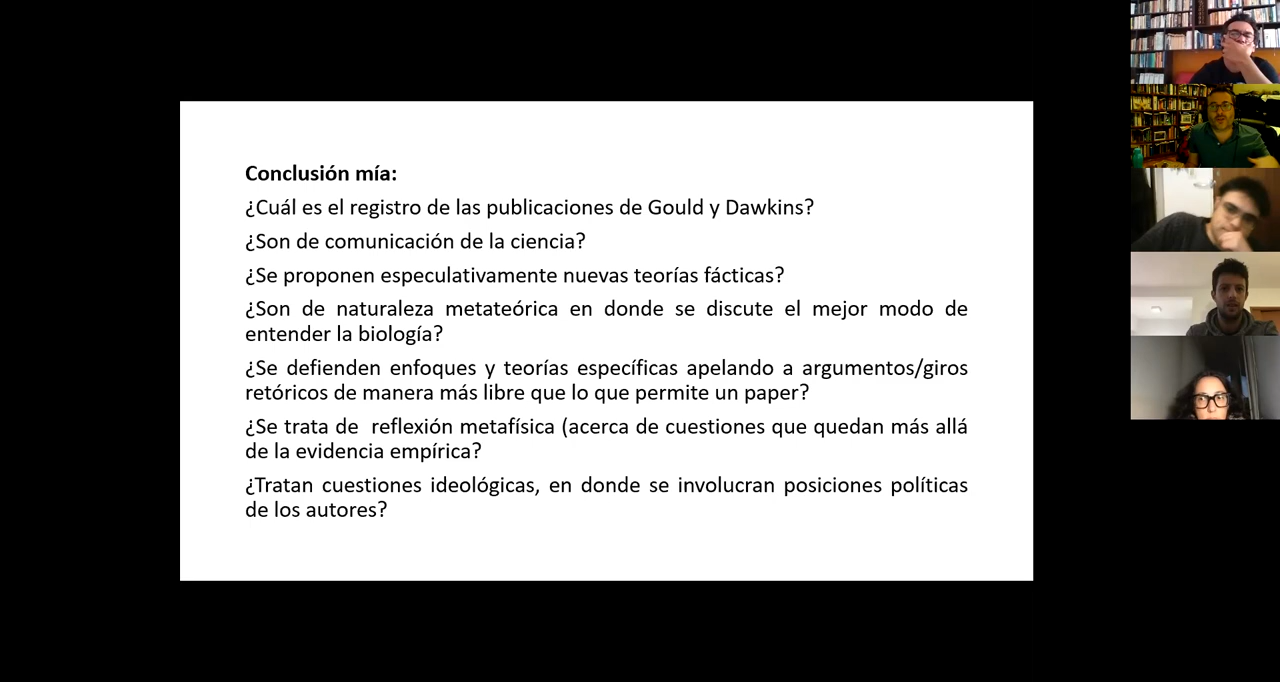 Conclusión mía:
¿Cuál es el registro de las publicaciones de Gould y Dawkins?
¿Son de comunicación de la ciencia?
¿Se proponen especulativamente nuevas teorías fácticas?
¿Son de naturaleza metateórica en donde se discute el mejor modo de
entender la biología?
¿Se defienden enfoques y teorías específicas apelando a argumentos/giros
retóricos de manera más libre que lo que permite un paper?
¿Se trata de  reflexión metafísica (acerca de cuestiones que quedan más allá
de la evidencia empírica?
¿Tratan cuestiones ideológicas, en donde se involucran posiciones políticas
de los autores?